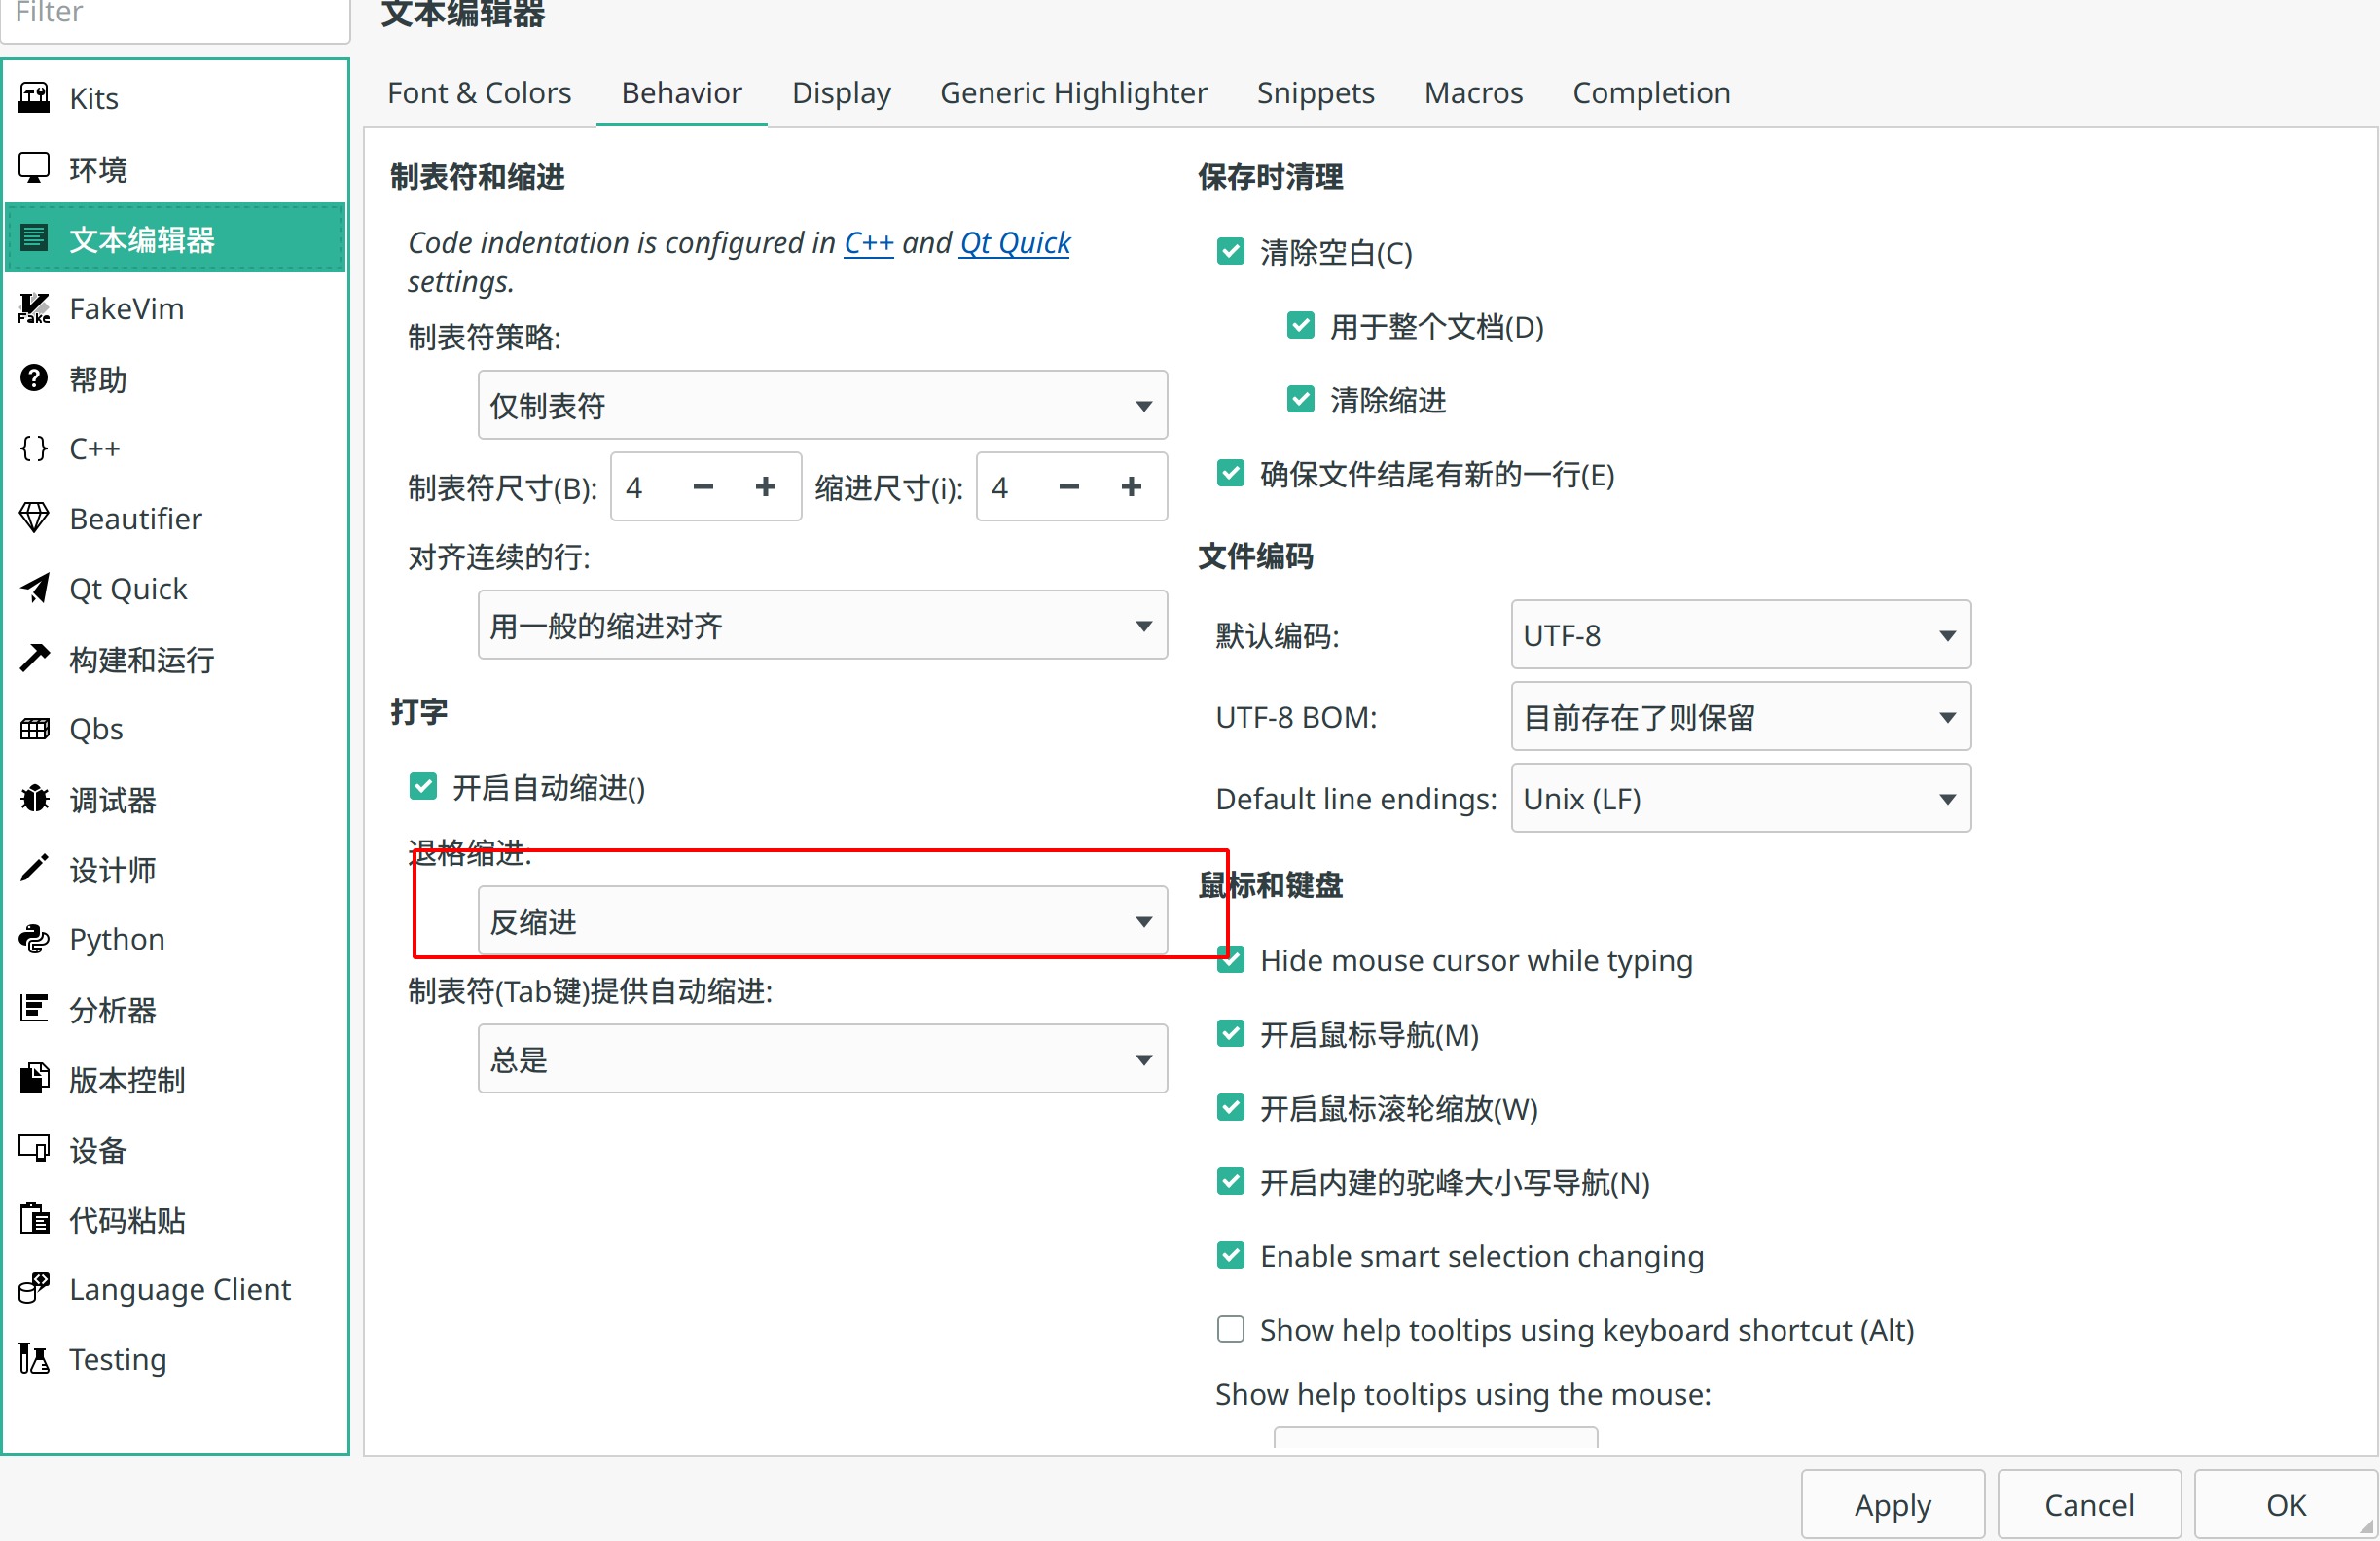 Filter
文本编辑器
Kits
环境
文本编辑器
FakeVim
帮助
C++
Beautifier
Qt Quick
构建和运行
Qbs
调试器
设计师
Python
分析器
版本控制
设备
代码粘贴
Language Client
Testing
Font & Colors Behavior Display Generic Highlighter Snippets Macros Completion
制表符和缩进
Code indentation is configured in C++ and Qt Quick
settings.
制表符策略:
仅制表符
制表符尺寸(B): 4 缩进尺寸(i): 4
对齐连续的行:
用一般的缩进对齐
打字
开启自动缩进()
退格缩进:
反缩进
制表符(Tab键)提供自动缩进:
总是
保存时清理
清除空白(C)
用于整个文档(D)
清除缩进
确保文件结尾有新的一行(E)
文件编码
默认编码: UTF-8
UTF-8 BOM: 目前存在了则保留
Default line endings: Unix (LF)
鼠标和键盘
Hide mouse cursor while typing
开启鼠标导航(M)
开启鼠标滚轮缩放(W)
开启内建的驼峰大小写导航(N)
Enable smart selection changing
Show help tooltips using keyboard shortcut (Alt)
Show help tooltips using the mouse:
Apply Cancel OK